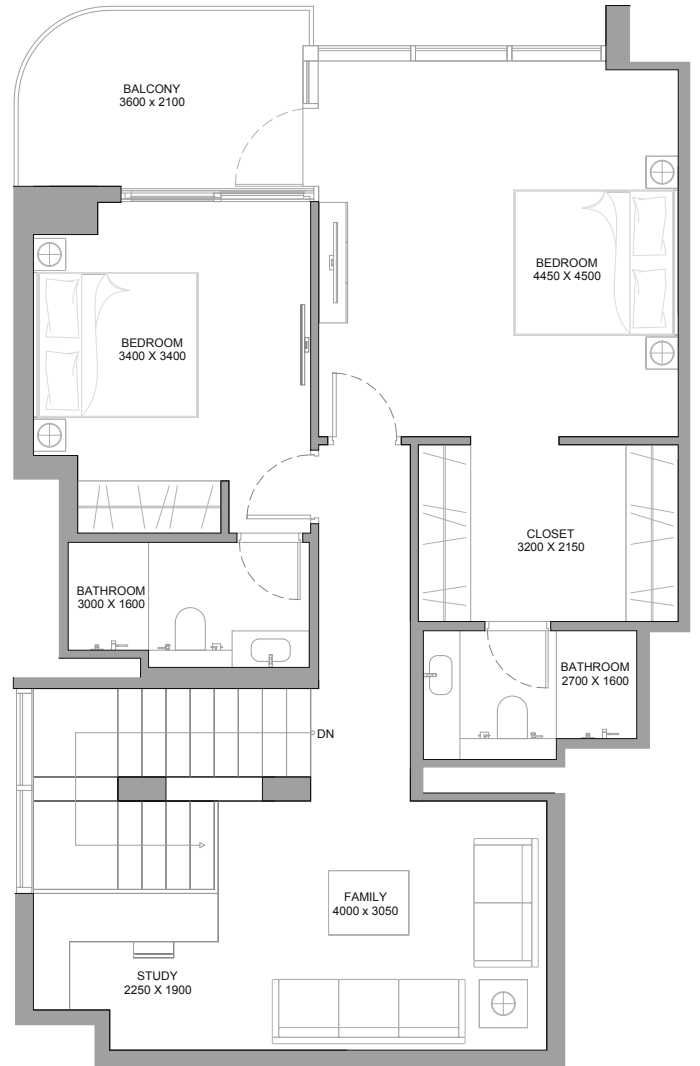 BALCONY
3600 x 2100
BEDROOM
4450 X 4500
BEDROOM
3400 X 3400
CLOSET
3200 X 2150
BATHROOM
3000 X 1600
BATHROOM
2700 X 1600
DN
FAMILY
4000 x 3050
STUDY
2250 X 1900